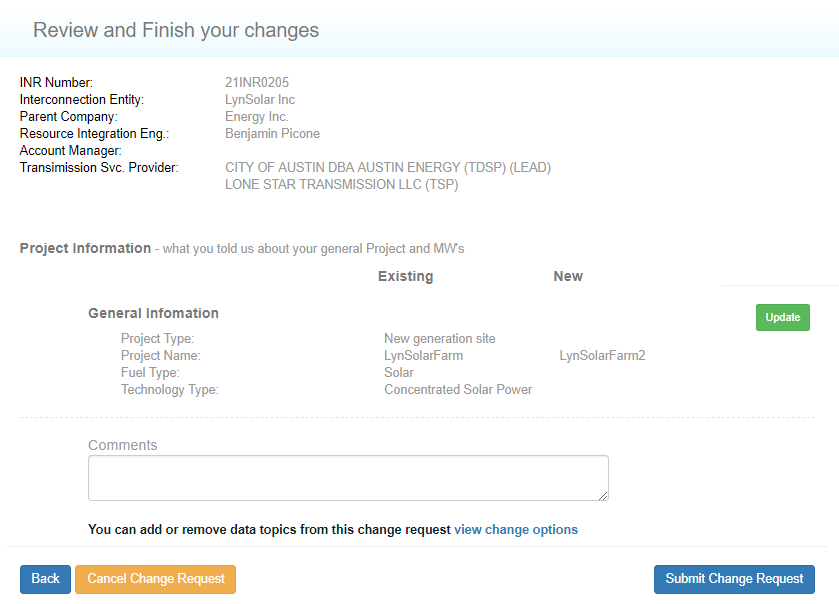 Review and Finish your changes
INR Number: 21INR0205
Interconnection Entity: LynSolar Inc
Parent Company: Energy Inc.
Resource Integration Eng.: Benjamin Picone
Account Manager:
Transimission Svc. Provider: CITY OF AUSTIN DBA AUSTIN ENERGY (TDSP) (LEAD)
LONE STAR TRANSMISSION LLC (TSP)
Project Information - what you told us about your general Project and MW's
Existing New
General Infomation
Update
Project Type: New generation site
Project Name: LynSolarFarm LynSolarFarm2
Fuel Type: Solar
Technology Type: Concentrated Solar Power
Comments
You can add or remove data topics from this change request view change options
Back Cancel Change Request Submit Change Request